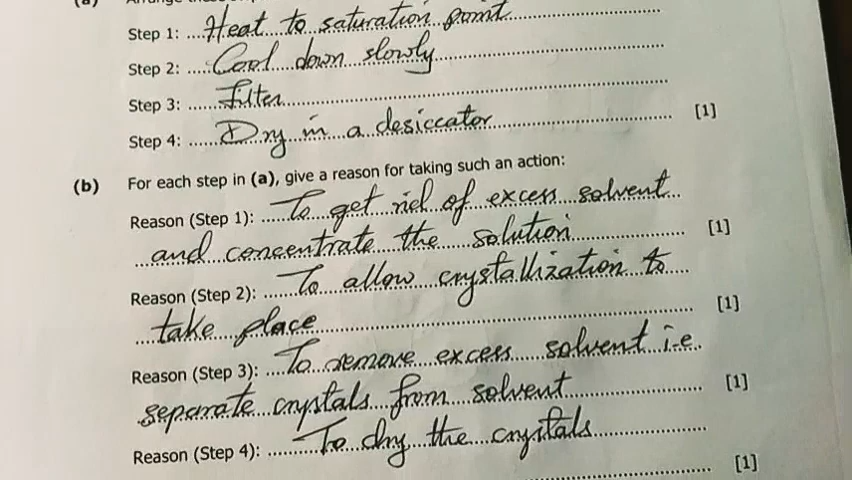 (a)
Step 1: Heat to saturation point
Step 2: Cool down slowly
Step 3: Filter
Step 4: Dry in a desiccator [1]
(b) For each step in (a), give a reason for taking such an action:
Reason (Step 1): To get rid of excess solvent
and concentrate the solution [1]
Reason (Step 2): To allow crystallization to
take place [1]
Reason (Step 3): To remove excess solvent i.e.
separate crystals from solvent [1]
Reason (Step 4): To dry the crystals
[1]